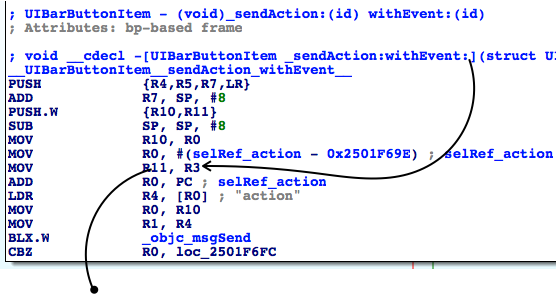 ; UIBarButtonItem - (void)_sendAction:(id) withEvent:(id)
; Attributes: bp-based frame
; void __cdecl -[UIBarButtonItem _sendAction:withEvent:](struct UI
__UIBarButtonItem__sendAction_withEvent__
PUSH {R4,R5,R7,LR}
ADD R7, SP, #8
PUSH.W {R10,R11}
SUB SP, SP, #8
MOV R10, R0
MOV R0, #(selRef_action - 0x2501F69E) ; selRef_action
MOV R11, R3
ADD R0, PC ; selRef_action
LDR R4, [R0] ; "action"
MOV R0, R10
MOV R1, R4
BLX.W _objc_msgSend
CBZ R0, loc_2501F6FC